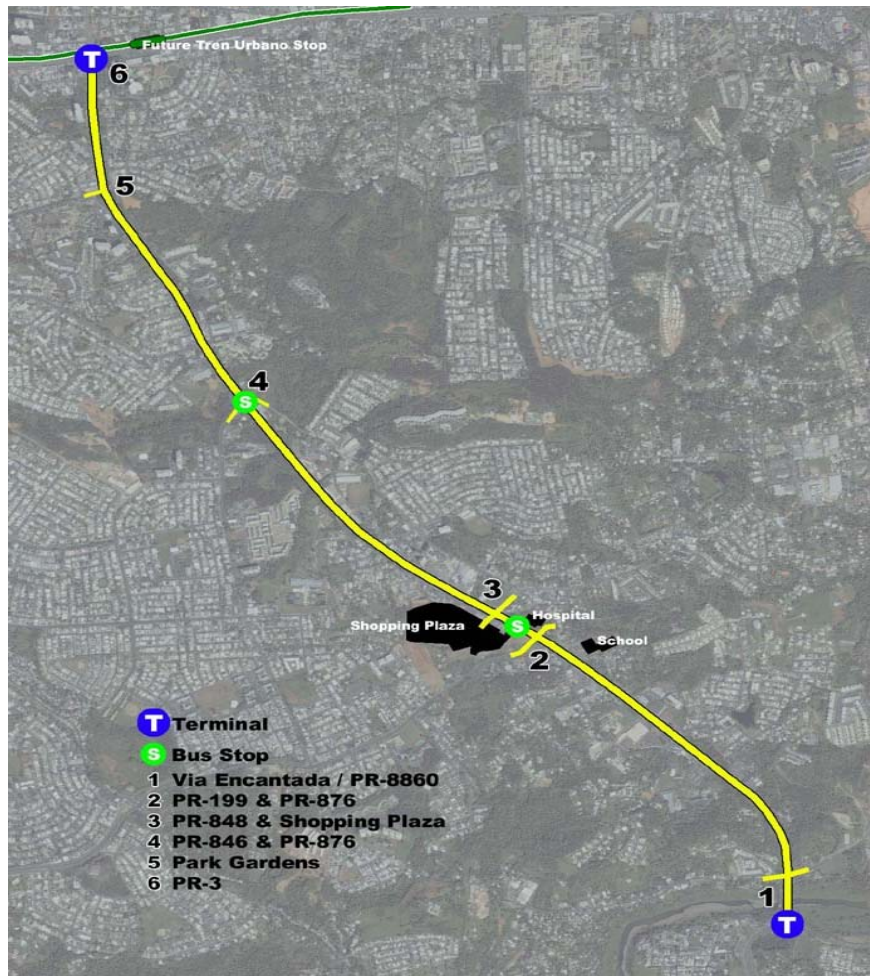 Future Tren Urbano Stop
T
6
5
4
S
3
Hospital
Shopping Plaza
S
School
2
T Terminal
S Bus Stop
1 Via Encantada / PR-8860
2 PR-199 & PR-876
3 PR-848 & Shopping Plaza
4 PR-846 & PR-876
5 Park Gardens
6 PR-3
1
T